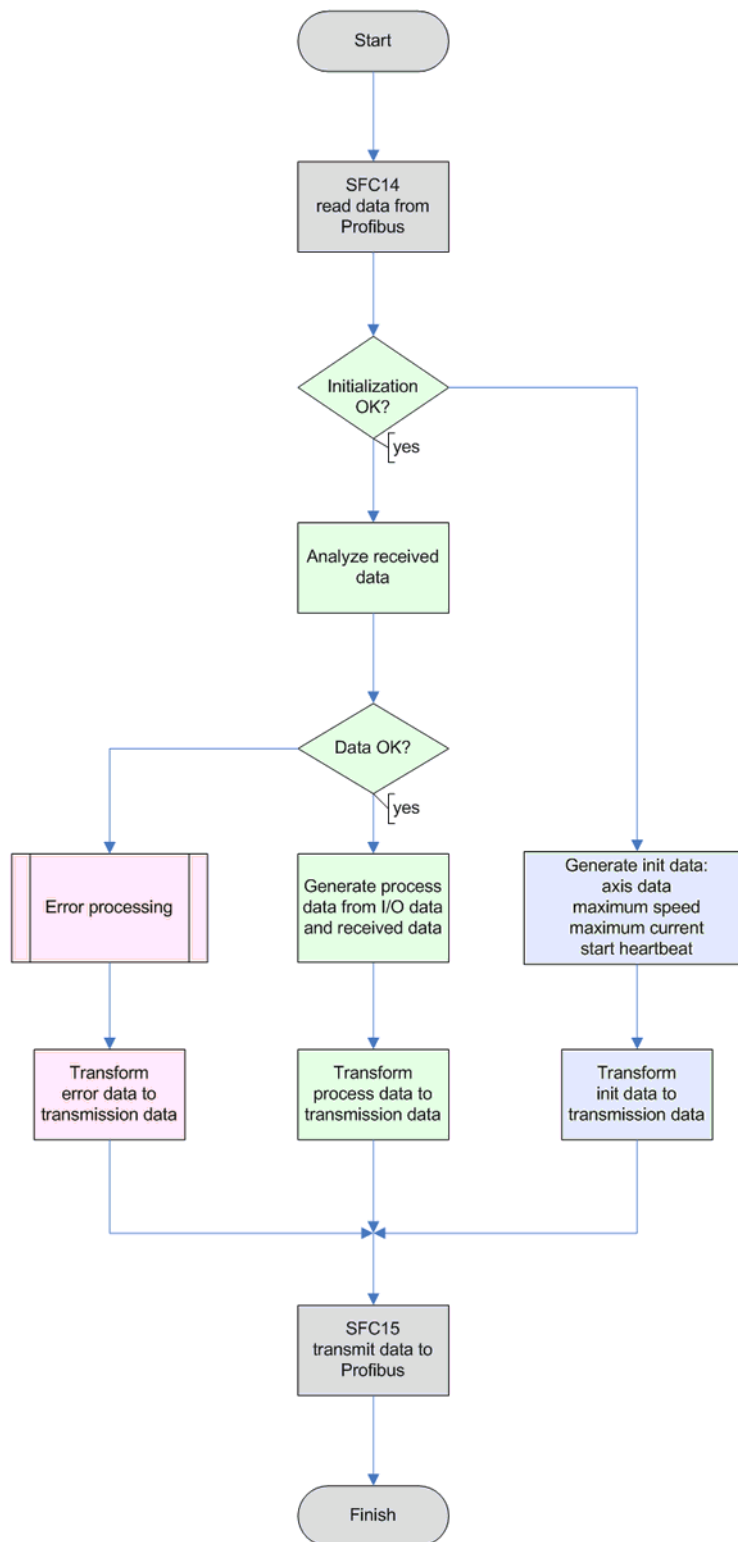 Start
SFC14
read data from
Profibus
Initialization
OK?
yes
Analyze received
data
Data OK?
yes
Error processing
Generate process
data from I/O data
and received data
Generate init data:
axis data
maximum speed
maximum current
start heartbeat
Transform
error data to
transmission data
Transform
process data to
transmission data
Transform
init data to
transmission data
SFC15
transmit data to
Profibus
Finish